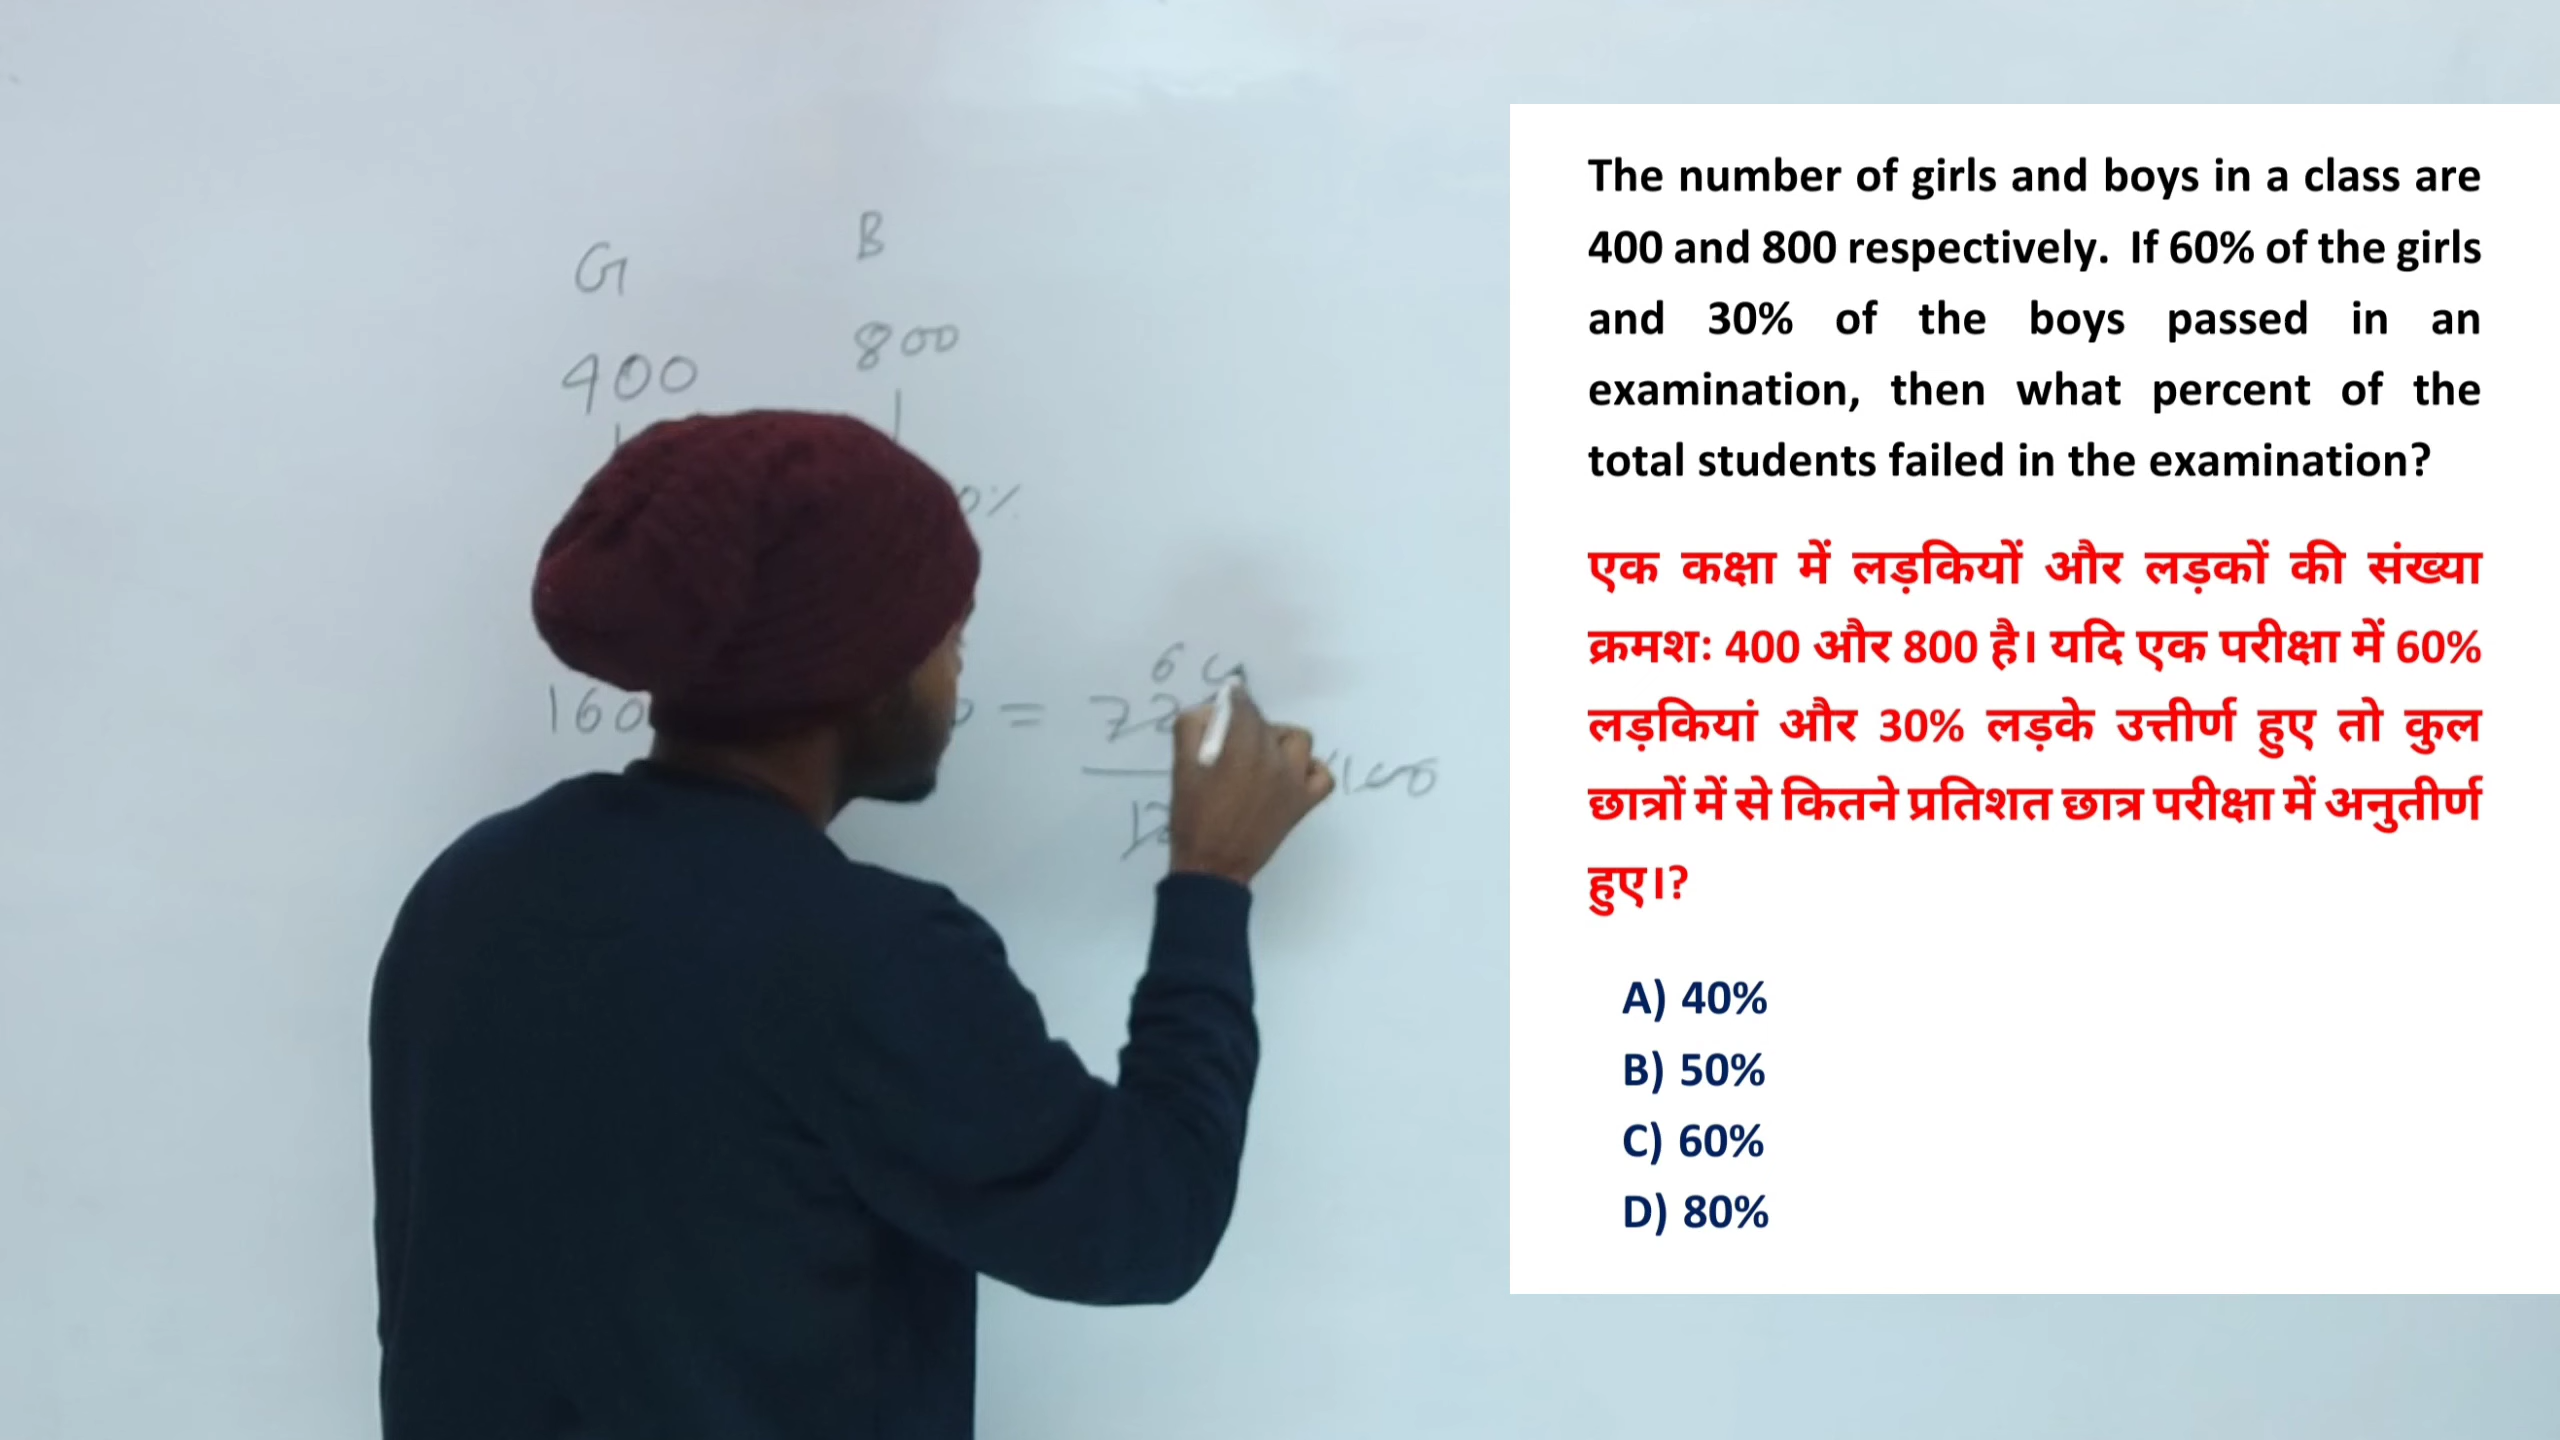 G
B
400
800
0%
160
=
6
100
The number of girls and boys in a class are
400 and 800 respectively. If 60% of the girls
and 30% of the boys passed in an
examination, then what percent of the
total students failed in the examination?
एक कक्षा में लड़कियों और लड़कों की संख्या
क्रमशः 400 और 800 है। यदि एक परीक्षा में 60%
लड़कियां और 30% लड़के उत्तीर्ण हुए तो कुल
छात्रों में से कितने प्रतिशत छात्र परीक्षा में अनुतीर्ण
हुए।?
A) 40%
B) 50%
C) 60%
D) 80%